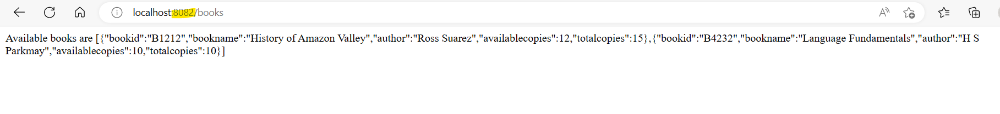 localhost:8082/books
Available books are [{"bookid":"B1212","bookname":"History of Amazon Valley","author":"Ross Suarez","availablecopies":12,"totalcopies":15},{"bookid":"B4232","bookname":"Language Fundamentals","author":"H S
Parkmay","availablecopies":10,"totalcopies":10}]